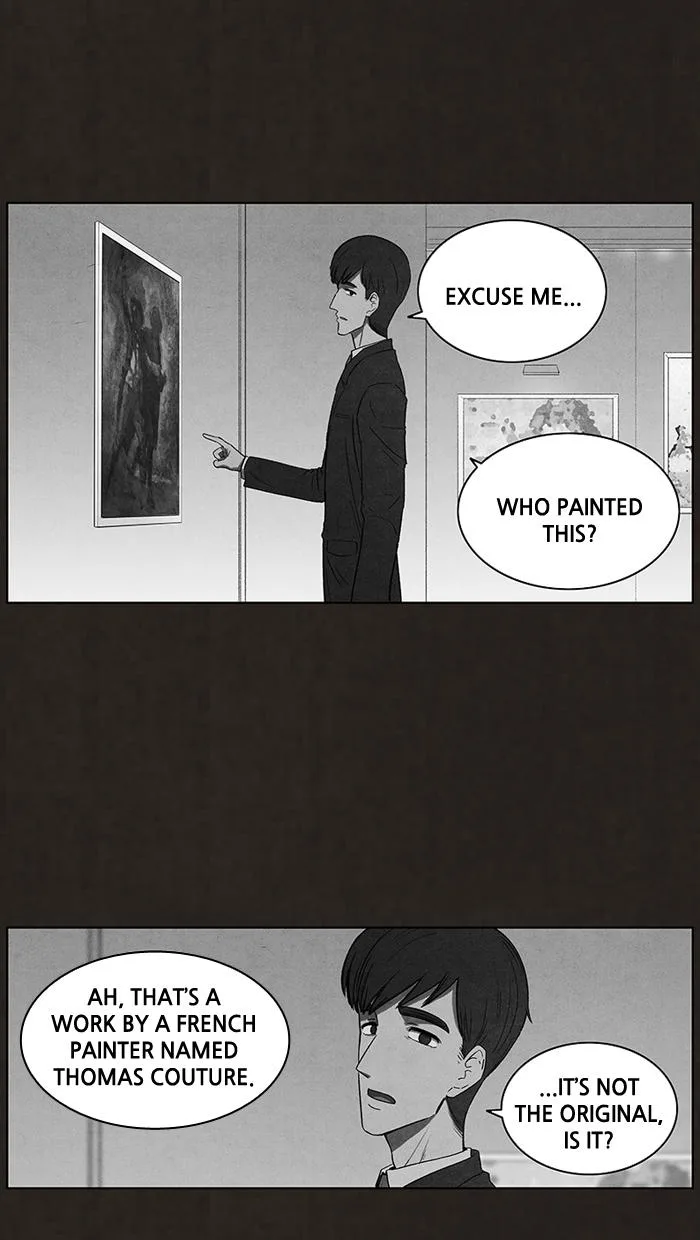 EXCUSE ME...
WHO PAINTED
THIS?
AH, THAT'S A
WORK BY A FRENCH
PAINTER NAMED
THOMAS COUTURE.
...IT'S NOT
THE ORIGINAL,
IS IT?